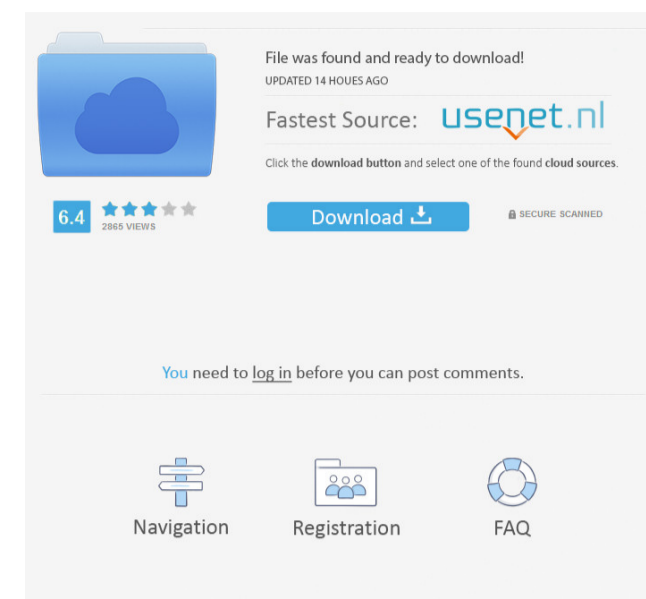 File was found and ready to download!
UPDATED 14 HOUES AGO
Fastest Source: usenet.nl
Click the download button and select one of the found cloud sources.
6.4
2865 VIEWS
Download
SECURE SCANNED
You need to log in before you can post comments.
Navigation
Registration
FAQ